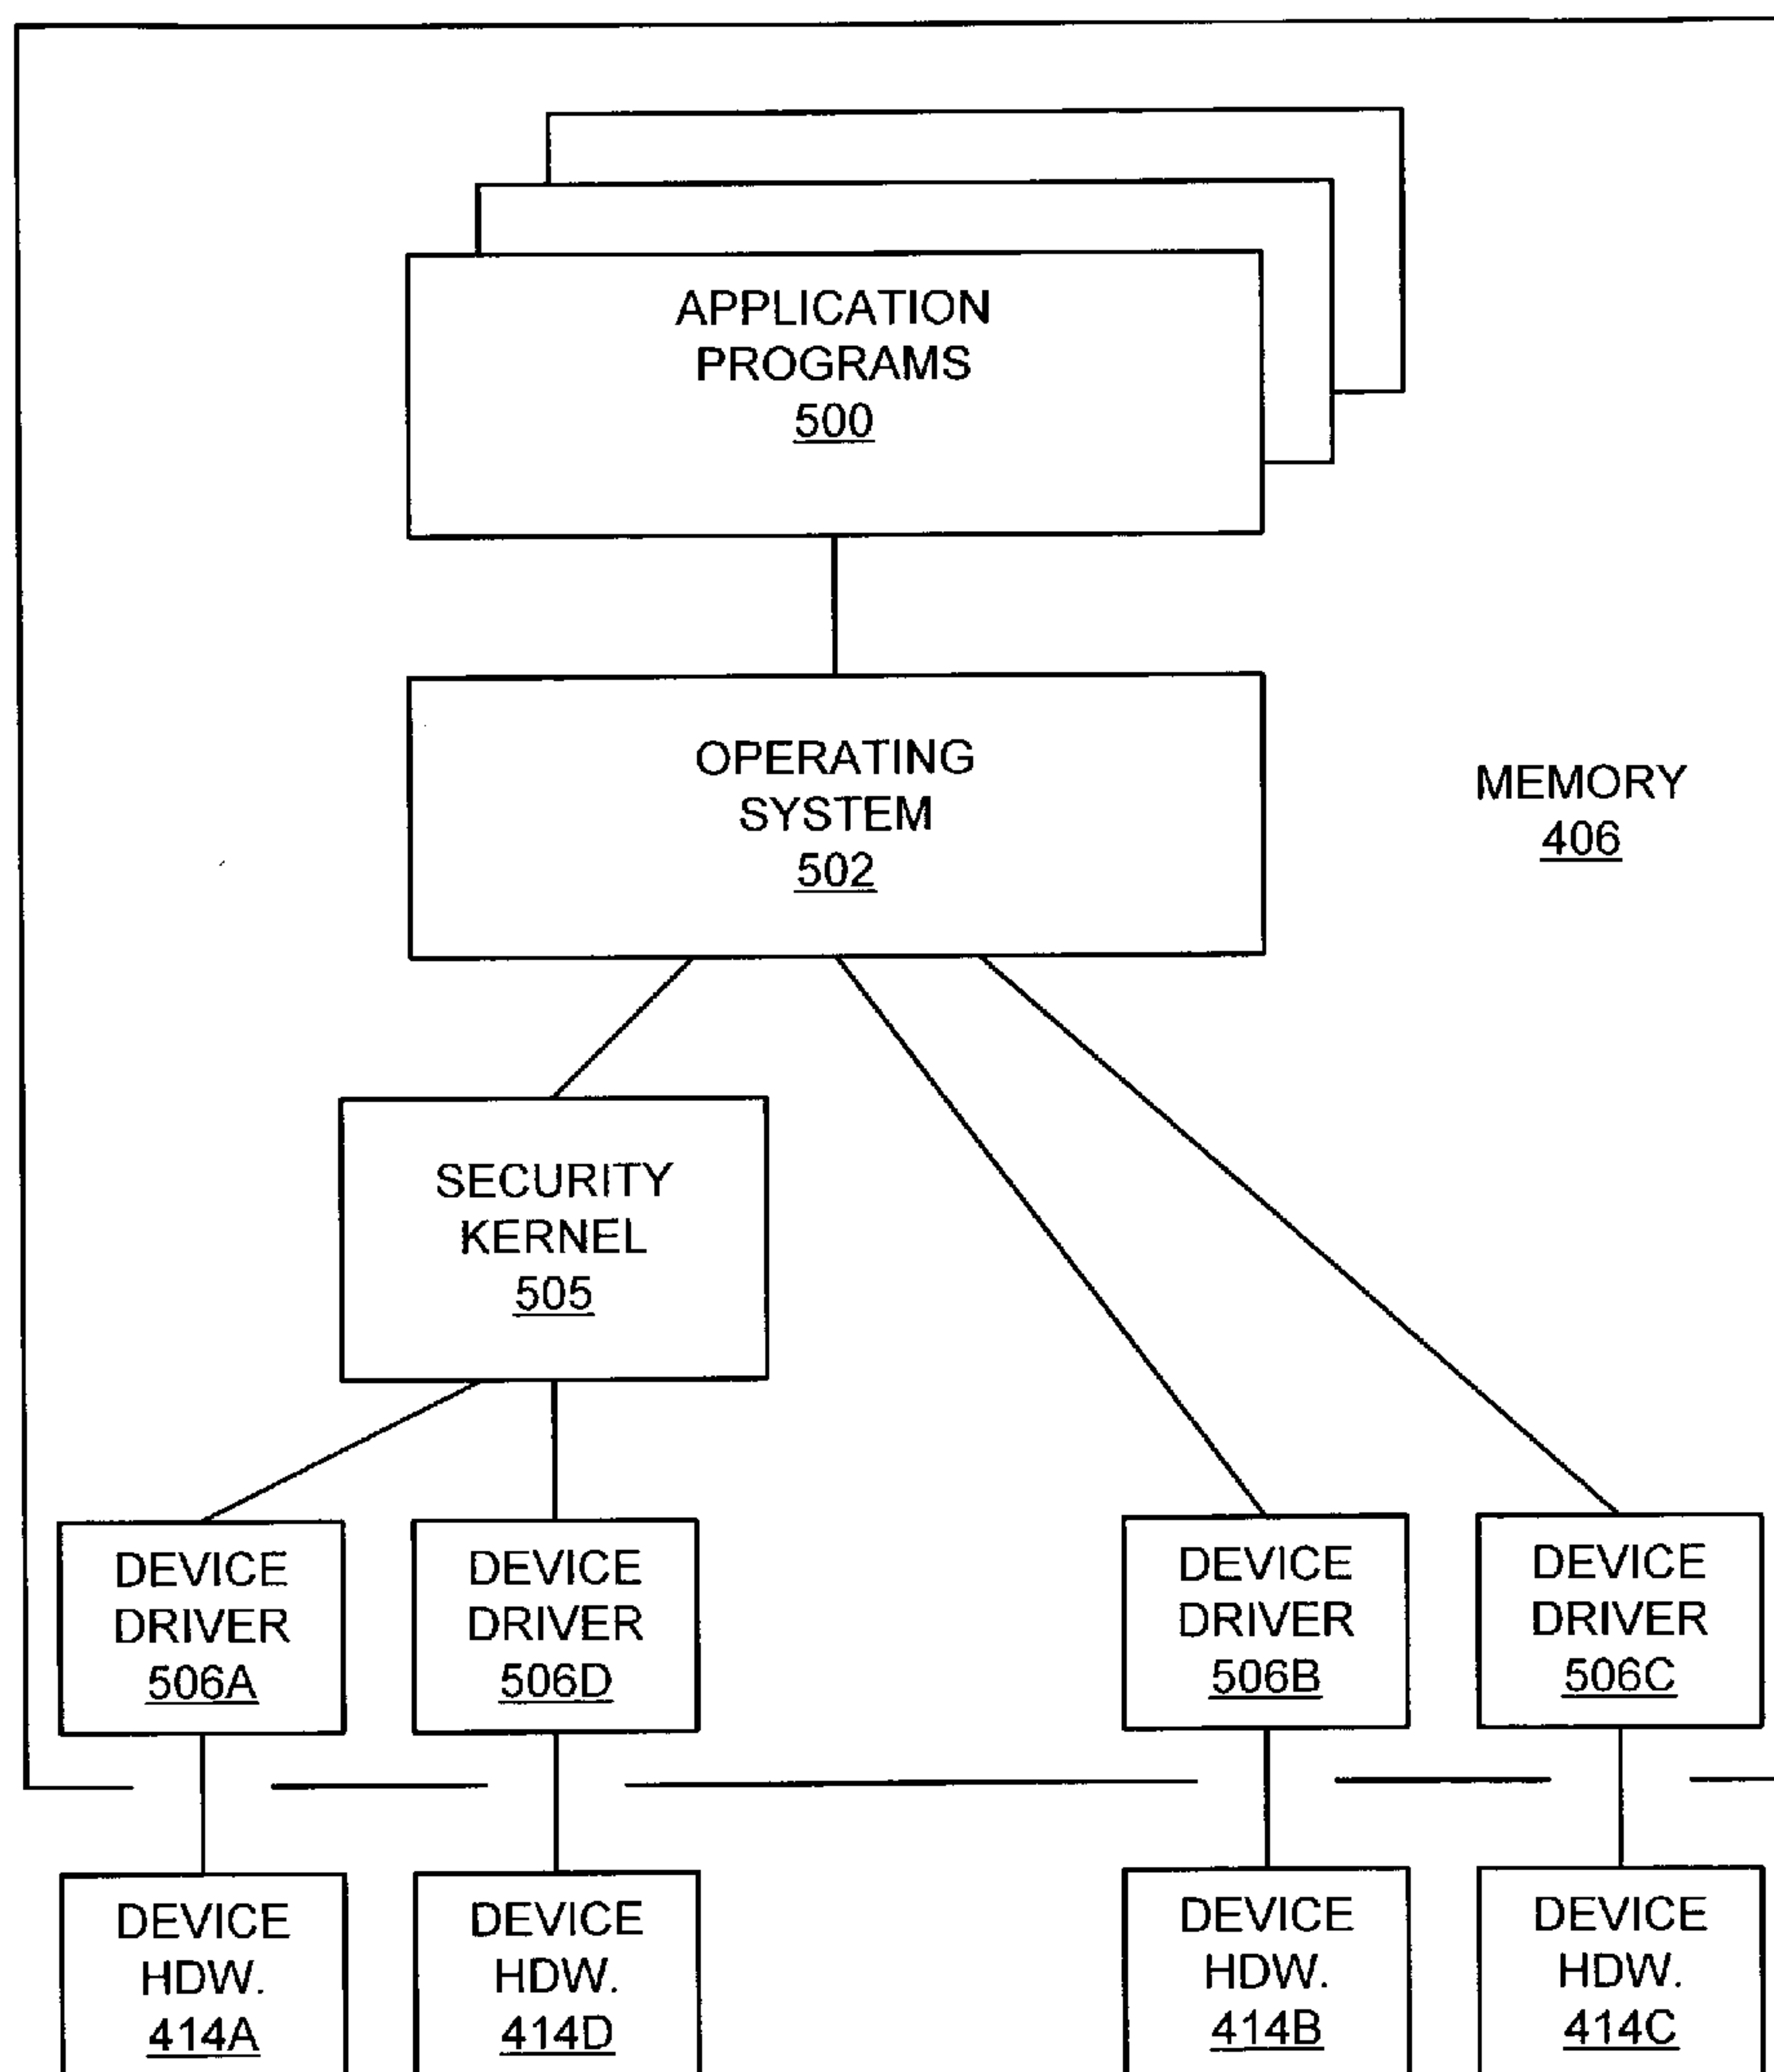 APPLICATION
PROGRAMS
500
OPERATING
SYSTEM
502
MEMORY
406
SECURITY
KERNEL
505
DEVICE
DRIVER
506A
DEVICE
DRIVER
506D
DEVICE
DRIVER
506B
DEVICE
DRIVER
506C
DEVICE
HDW.
414A
DEVICE
HDW.
414D
DEVICE
HDW.
414B
DEVICE
HDW.
414C